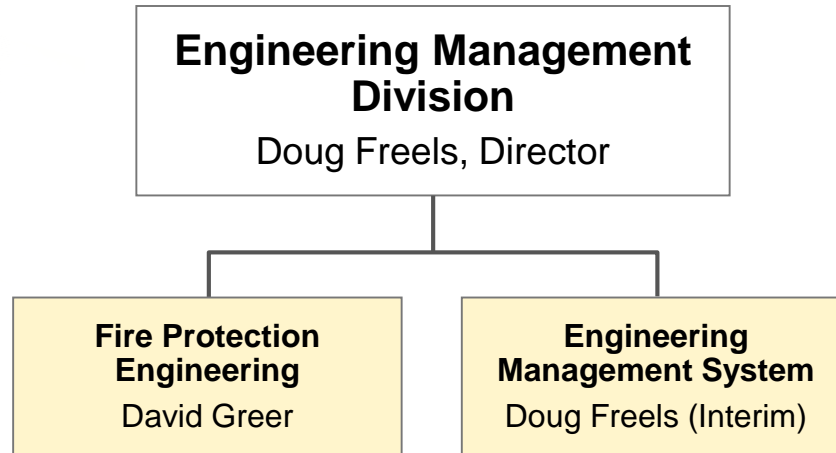 Engineering Management
Division
Doug Freels, Director
Fire Protection
Engineering
David Greer
Engineering
Management System
Doug Freels (Interim)